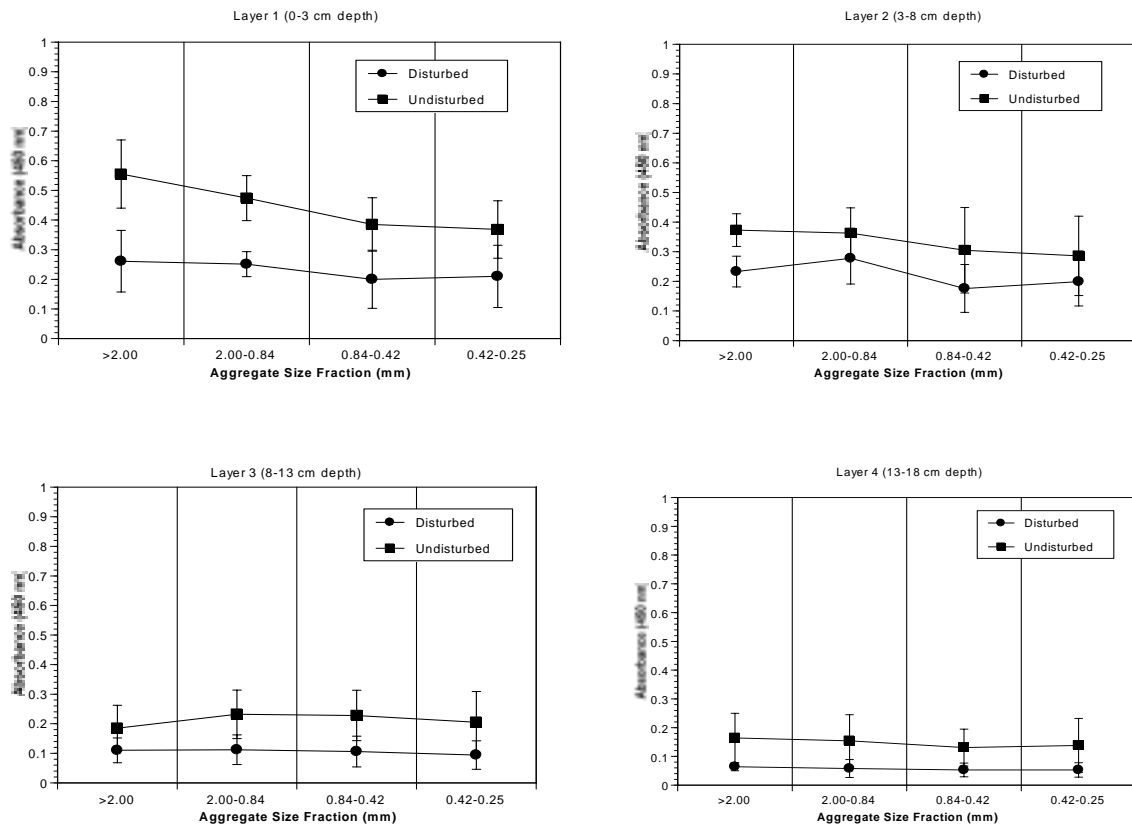 Layer 1 (0-3 cm depth)
Absorbance nm
1
0.9
0.8
0.7
0.6
0.5
0.4
0.3
0.2
0.1
0
Disturbed
Undisturbed
>2.00 2.00-0.84 0.84-0.42 0.42-0.25
Aggregate Size Fraction (mm)
Layer 2 (3-8 cm depth)
Absorbance nm
1
0.9
0.8
0.7
0.6
0.5
0.4
0.3
0.2
0.1
0
Disturbed
Undisturbed
>2.00 2.00-0.84 0.84-0.42 0.42-0.25
Aggregate Size Fraction (mm)
Layer 3 (8-13 cm depth)
Absorbance nm
1
0.9
0.8
0.7
0.6
0.5
0.4
0.3
0.2
0.1
0
Disturbed
Undisturbed
>2.00 2.00-0.84 0.84-0.42 0.42-0.25
Aggregate Size Fraction (mm)
Layer 4 (13-18 cm depth)
Absorbance nm
1
0.9
0.8
0.7
0.6
0.5
0.4
0.3
0.2
0.1
0
Disturbed
Undisturbed
>2.00 2.00-0.84 0.84-0.42 0.42-0.25
Aggregate Size Fraction (mm)